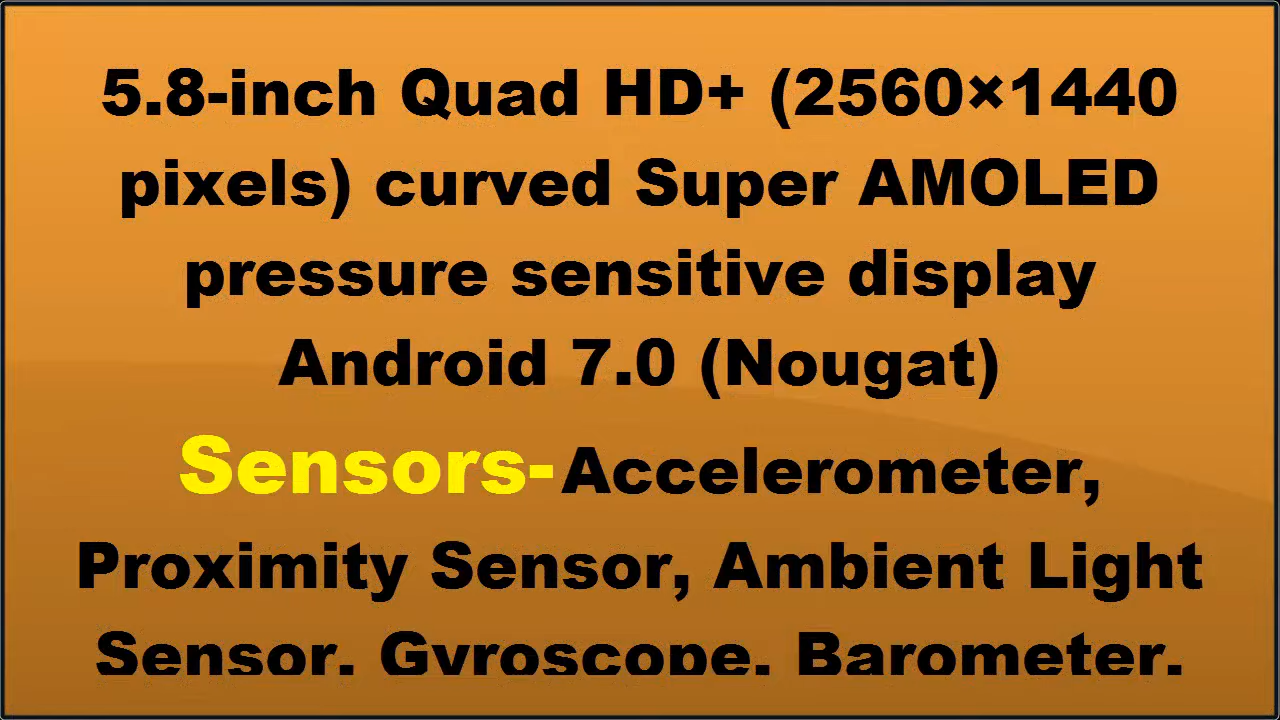 5.8-inch Quad HD+ (2560×1440
pixels) curved Super AMOLED
pressure sensitive display
Android 7.0 (Nougat)
Sensors-Accelerometer,
Proximity Sensor, Ambient Light
Sensor, Gyroscope, Barometer,